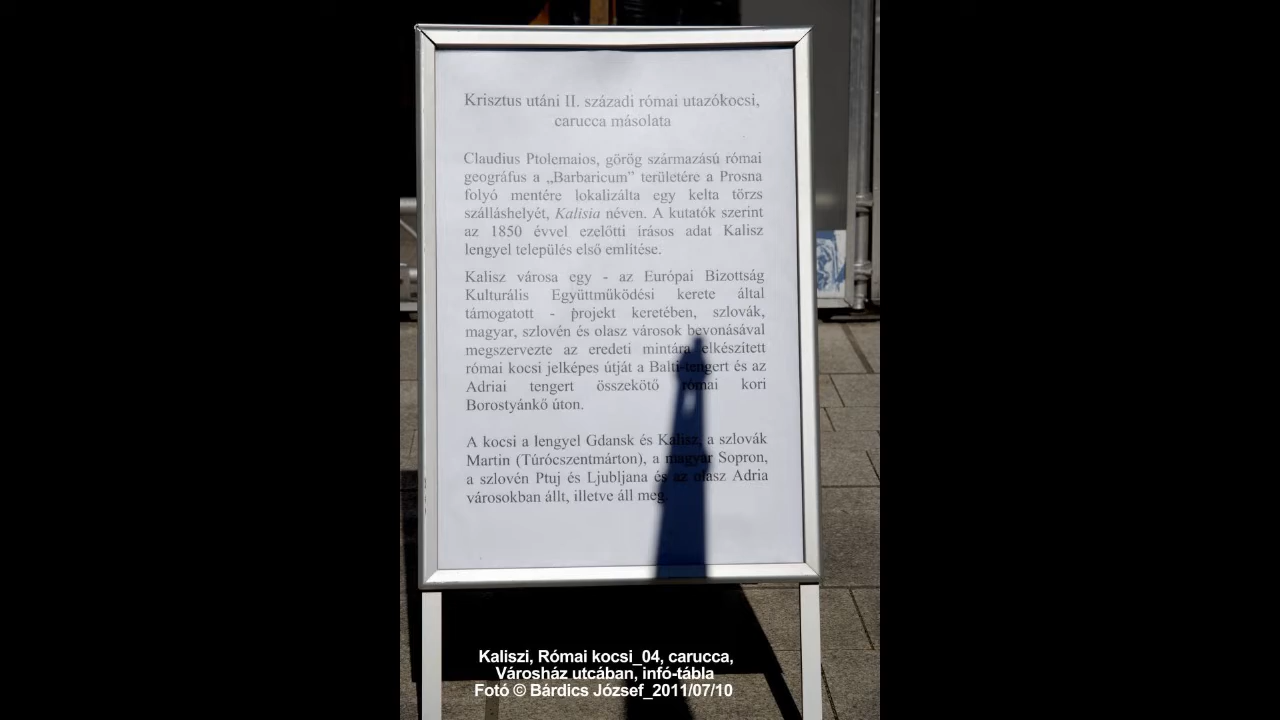 Krisztus utáni II. századi római utazókocsi,
carucca másolata
Claudius Ptolemaios, görög származású római
geográfus a „Barbaricum” területére a Prosna
folyó mentére lokalizálta egy kelta törzs
szálláshelyét, Kalisia néven. A kutatók szerint
az 1850 évvel ezelőtti írásos adat Kalisz
lengyel település első említése.
Kalisz városa egy - az Európai Bizottság
Kulturális Együttműködési kerete által
támogatott - projekt keretében, szlovák,
magyar, szlovén és olasz városok bevonásával
megszervezte az eredeti mintára elkészített
római kocsi jelképes útját a Balti-tengert és az
Adriai tengert összekötő római kori
Borostyánkő úton.
A kocsi a lengyel Gdansk és Kalisz, a szlovák
Martin (Túrócszentmárton), a magyar Sopron,
a szlovén Ptuj és Ljubljana és az olasz Adria
városokban állt, illetve áll meg.
Kaliszi, Római kocsi_04, carucca,
Városház utcában, infó-tábla
Fotó © Bárdics József_2011/07/10